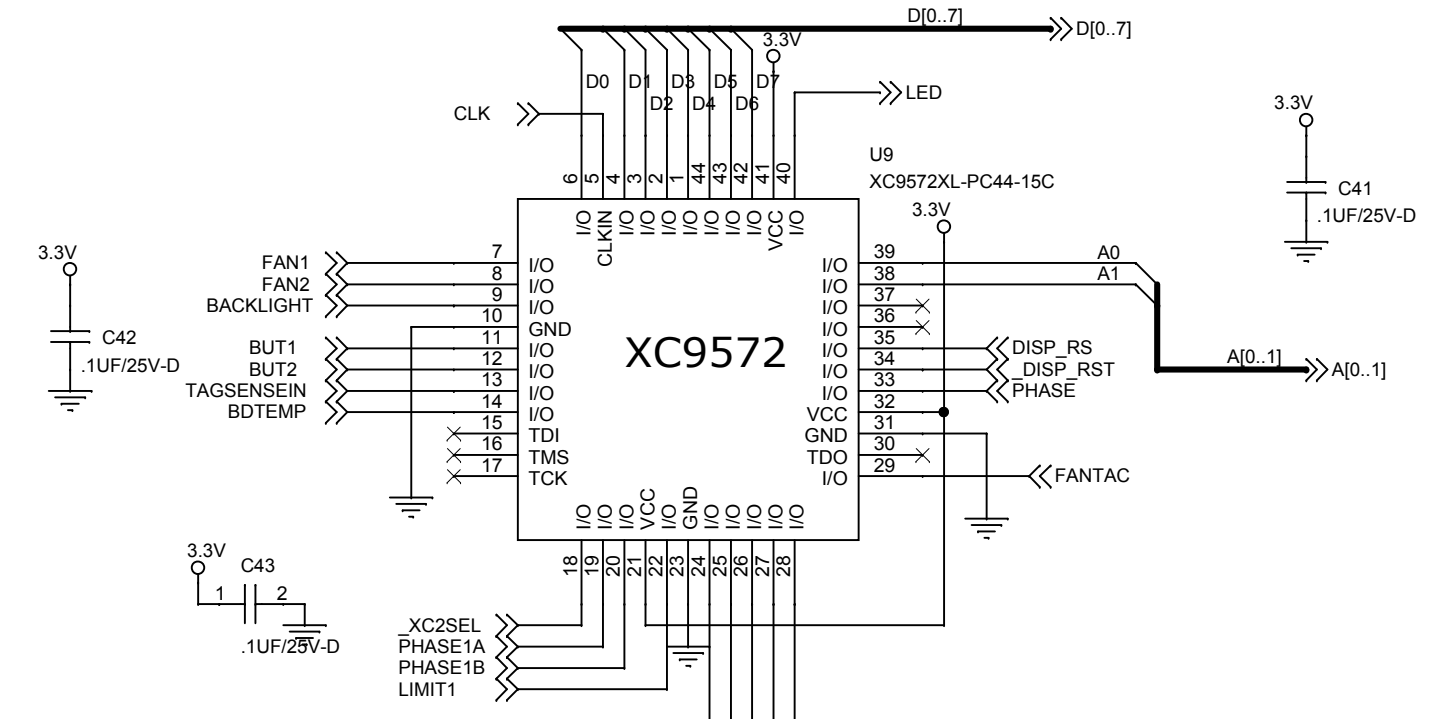 D[0..7]
D[0..7]
3.3V
D0
D1
D3
D5
D7
D2
D4
D6
LED
CLK
3.3V
U9
XC9572XL-PC44-15C
C41
.1UF/25V-D
6
5
4
3
2
1
44
43
42
41
40
I/O
CLKIN
I/O
I/O
I/O
I/O
I/O
I/O
I/O
VCC
I/O
3.3V
3.3V
C42
.1UF/25V-D
FAN1
7
I/O
FAN2
8
I/O
BACKLIGHT
9
I/O
10
GND
BUT1
11
I/O
BUT2
12
I/O
TAGSENSEIN
13
I/O
BDTEMP
14
I/O
15
TDI
16
TMS
17
TCK
XC9572
I/O
39
A0
I/O
38
A1
I/O
37
I/O
36
I/O
35
DISP_RS
I/O
34
_DISP_RST
I/O
33
PHASE
VCC
32
GND
31
TDO
30
I/O
29
FANTAC
A[0..1]
A[0..1]
I/O
I/O
I/O
VCC
I/O
GND
I/O
I/O
I/O
I/O
I/O
18
19
20
21
22
23
24
25
26
27
28
3.3V
C43
1
2
.1UF/25V-D
_XC2SEL
PHASE1A
PHASE1B
LIMIT1